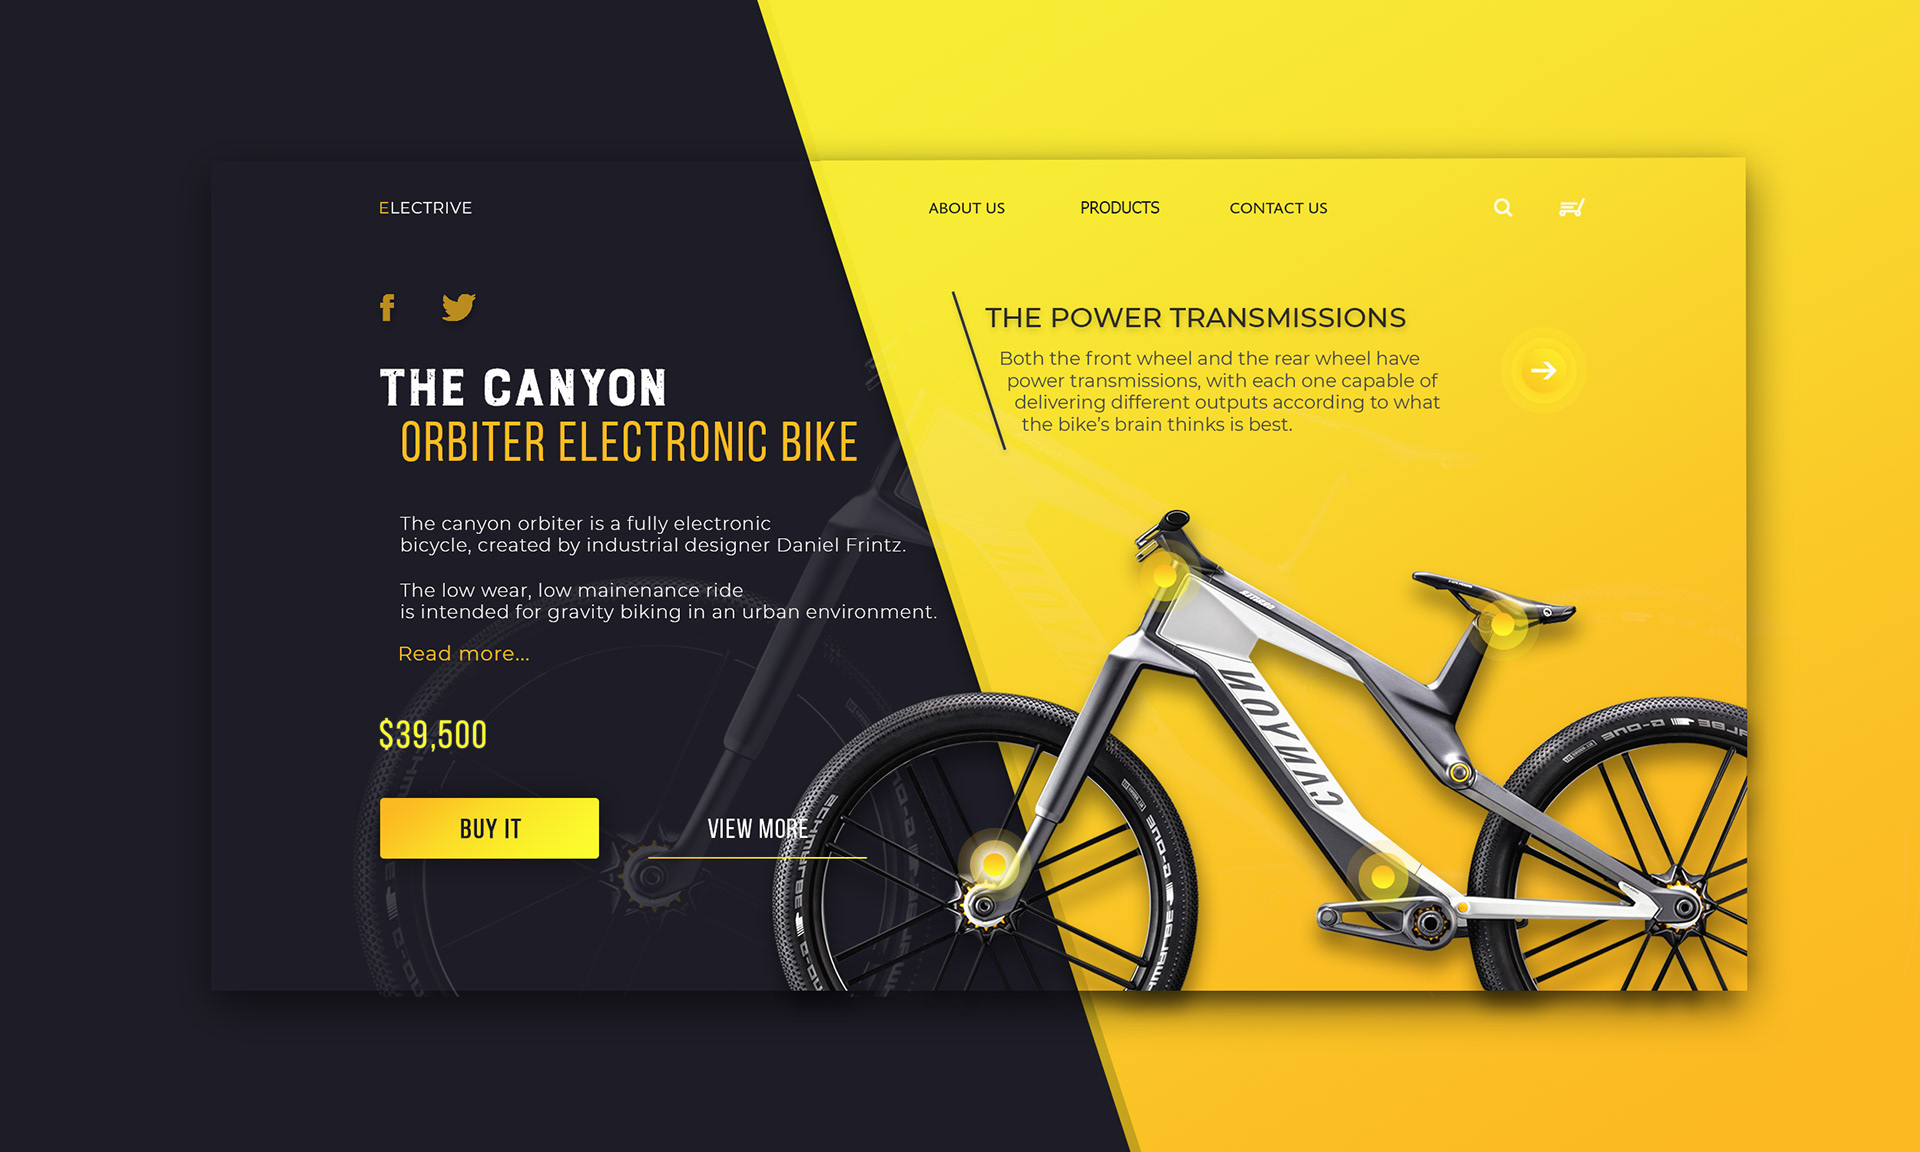 ELECTRIVE
ABOUT US
PRODUCTS
CONTACT US
THE CANYON
ORBITER ELECTRONIC BIKE
The canyon orbiter is a fully electronic
bicycle, created by industrial designer Daniel Frintz.
The low wear, low mainenance ride
is intended for gravity biking in an urban environment.
Read more...
$39,500
BUY IT
VIEW MORE
THE POWER TRANSMISSIONS
Both the front wheel and the rear wheel have
power transmissions, with each one capable of
delivering different outputs according to what
the bike's brain thinks is best.
CVNYON